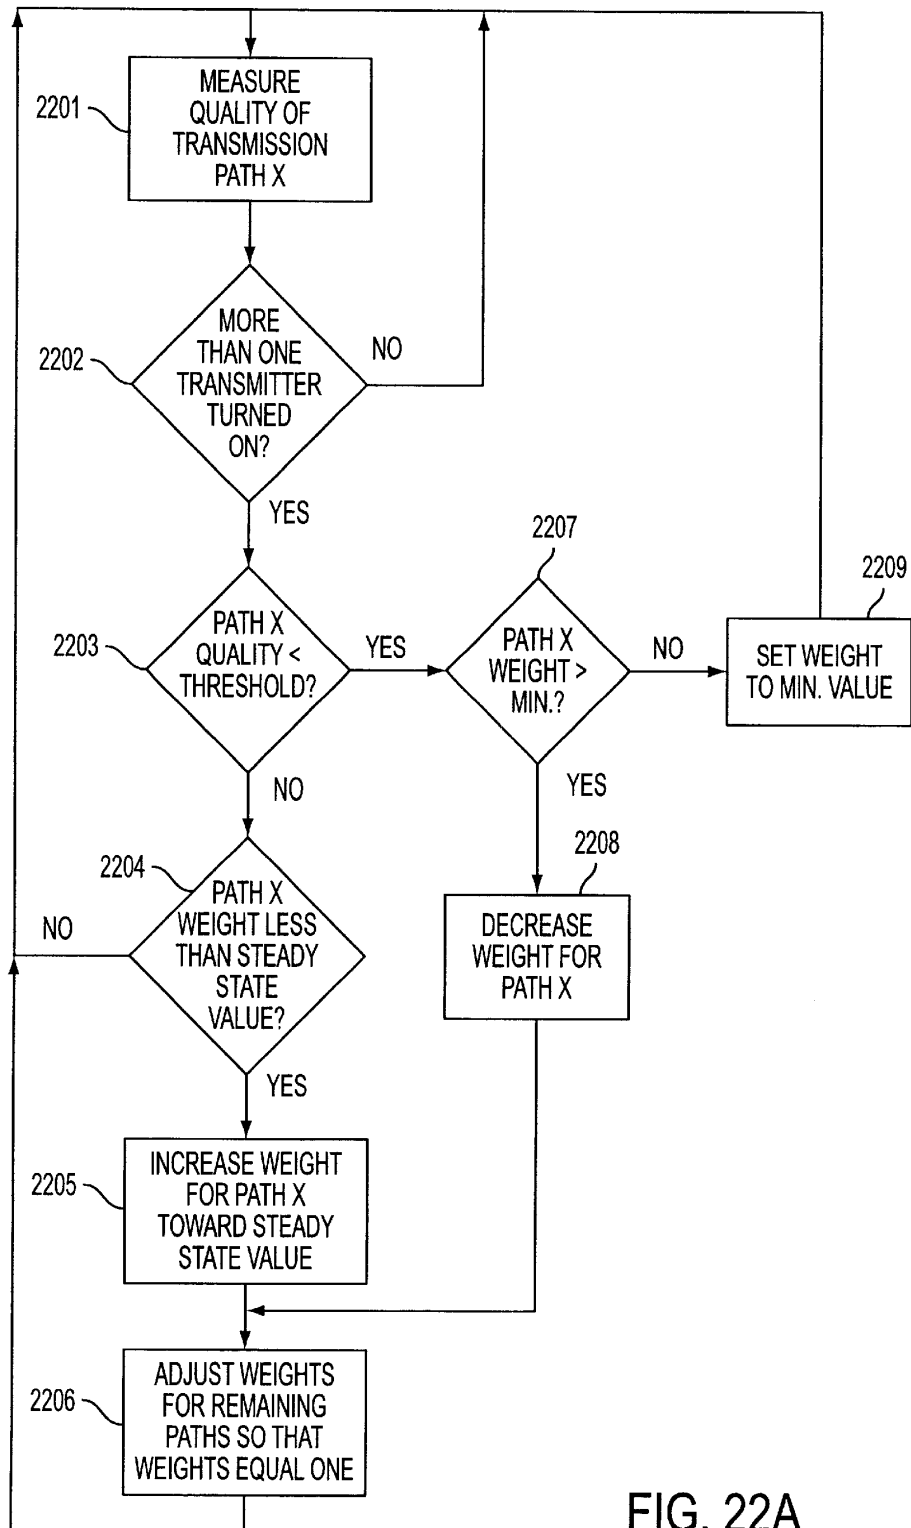 2201
MEASURE
QUALITY OF
TRANSMISSION
PATH X
2202
MORE
THAN ONE
TRANSMITTER
TURNED
ON?
NO
YES
2203
PATH X
QUALITY <
THRESHOLD?
YES
NO
2207
PATH X
WEIGHT >
MIN.?
NO
YES
2209
SET WEIGHT
TO MIN. VALUE
2204
PATH X
WEIGHT LESS
THAN STEADY
STATE
VALUE?
NO
YES
2208
DECREASE
WEIGHT FOR
PATH X
2205
INCREASE WEIGHT
FOR PATH X
TOWARD STEADY
STATE VALUE
2206
ADJUST WEIGHTS
FOR REMAINING
PATHS SO THAT
WEIGHTS EQUAL ONE
FIG. 22A